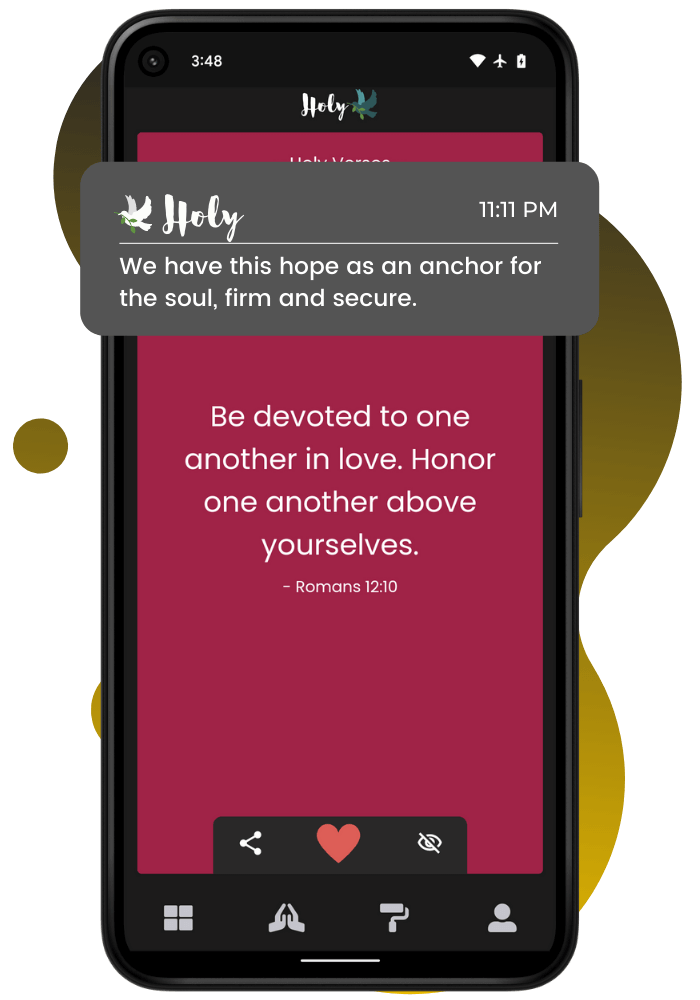 3:48
Holy
Holy Verses
Holy
11:11 PM
We have this hope as an anchor for
the soul, firm and secure.
Be devoted to one
another in love. Honor
one another above
yourselves.
- Romans 12:10